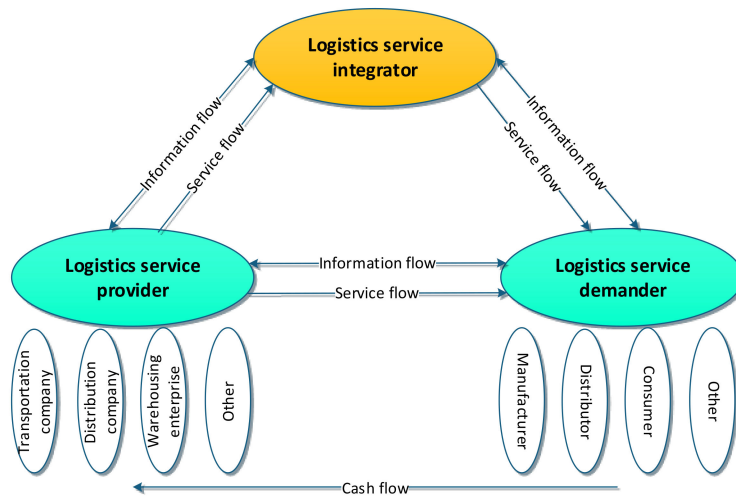 Logistics service
integrator
Information flow
Service flow
Service flow
Information flow
Logistics service
provider
Information flow
Service flow
Logistics service
demander
Transportation
company
Distribution
company
Warehousing
enterprise
Other
Manufacturer
Distributor
Consumer
Other
Cash flow